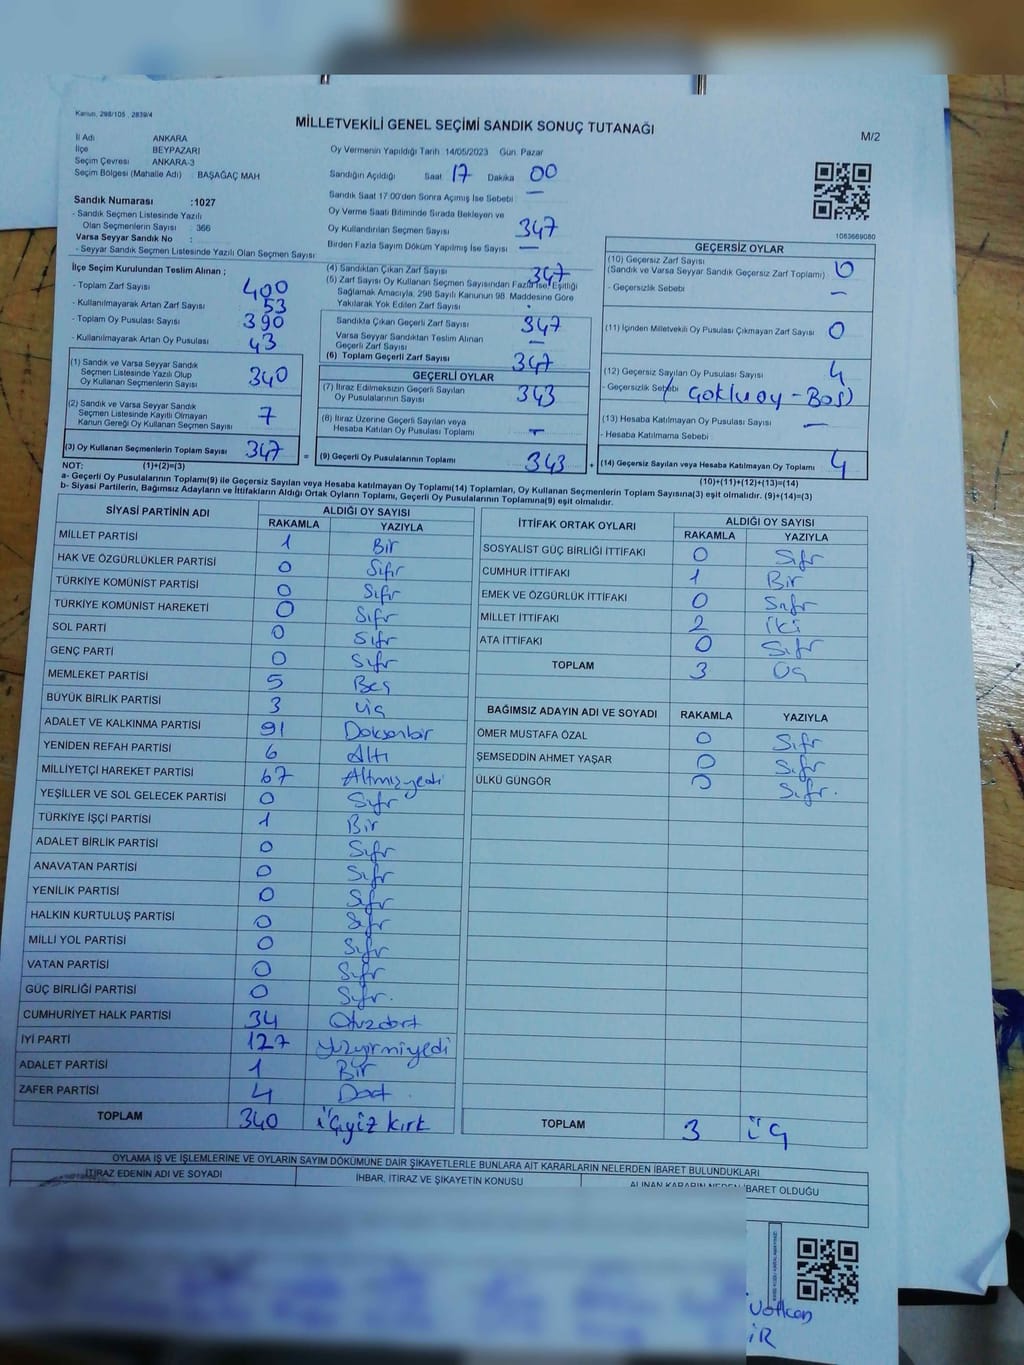 Kanun, 298/105 , 2839/4
MİLLETVEKİLİ GENEL SEÇİMİ SANDIK SONUÇ TUTANAĞI
M/2
İl Adı ANKARA
İlçe BEYPAZARI
Seçim Çevresi : ANKARA-3
Seçim Bölgesi (Mahalle Adı) : BAŞAĞAÇ MAH
Sandık Numarası :1027
- Sandık Seçmen Listesinde Yazılı
Olan Seçmenlerin Sayısı : 366
Varsa Seyyar Sandık No :
- Seyyar Sandık Seçmen Listesinde Yazılı Olan Seçmen Sayısı
Oy Vermenin Yapıldığı Tarih 14/05/2023 Gün Pazar
Sandığın Açıldığı Saat 17 Dakika 00
Sandık Saat 17:00'den Sonra Açımış İse Sebebi —
Oy Verme Saati Bitiminde Sırada Bekleyen ve
Oy Kullandırılan Seçmen Sayısı 347
Birden Fazla Sayım Döküm Yapılmış İse Sayısı —
1063669080
İlçe Seçim Kurulundan Teslim Alınan ;
- Toplam Zarf Sayısı 400
- Kullanılmayarak Artan Zarf Sayısı 53
- Toplam Oy Pusulası Sayısı 390
- Kullanılmayarak Artan Oy Pusulası 43
(1) Sandık ve Varsa Seyyar Sandık
Seçmen Listesinde Yazılı Olup
Oy Kullanan Seçmenlerin Sayısı 340
(2) Sandık ve Varsa Seyyar Sandık
Seçmen Listesinde Kayıtlı Olmayan
Kanun Gereği Oy Kullanan Seçmen Sayısı 7
(3) Oy Kullanan Seçmenlerin Toplam Sayısı 347
(4) Sandıktan Çıkan Zarf Sayısı 347
(5) Zarf Sayısı Oy Kullanan Seçmen Sayısından Fazla ise, Eşitliği
Sağlamak Amacıyla, 298 Sayılı Kanunun 98. Maddesine Göre
Yakılarak Yok Edilen Zarf Sayısı
Sandıkta Çıkan Geçerli Zarf Sayısı 347
Varsa Seyyar Sandıktan Teslim Alınan
Geçerli Zarf Sayısı —
(6) Toplam Geçerli Zarf Sayısı 347
GEÇERLİ OYLAR
(7) İtiraz Edilmeksizin Geçerli Sayılan
Oy Pusulalarının Sayısı 343
(8) İtiraz Üzerine Geçerli Sayılan veya
Hesaba Katılan Oy Pusulası Toplamı —
= (9) Geçerli Oy Pusulalarının Toplamı 343 +
GEÇERSİZ OYLAR
(10) Geçersiz Zarf Sayısı
(Sandık ve Varsa Seyyar Sandık Geçersiz Zarf Toplamı) 0
- Geçersizlik Sebebi —
(11) İçinden Milletvekili Oy Pusulası Çıkmayan Zarf Sayısı 0
(12) Geçersiz Sayılan Oy Pusulası Sayısı 4
- Geçersizlik Sebebi
(13) Hesaba Katılmayan Oy Pusulası Sayısı —
- Hesaba Katılmama Sebebi
(14) Geçersiz Sayılan veya Hesaba Katılmayan Oy Toplamı 4
NOT: (1)+(2)=(3)
(10)+(11)+(12)+(13)=(14)
a- Geçerli Oy Pusulalarının Toplamı(9) ile Geçersiz Sayılan veya Hesaba Katılmayan Oy Toplamı(14) Toplamları, Oy Kullanan Seçmenlerin Toplam Sayısına(3) eşit olmalıdır. (9)+(14)=(3)
b- Siyasi Partilerin, Bağımsız Adayların ve İttifakların Aldığı Ortak Oyların Toplamı, Geçerli Oy Pusulalarının Toplamına(9) eşit olmalıdır.
SİYASİ PARTİNİN ADI ALDIĞI OY SAYISI
RAKAMLA YAZIYLA
MİLLET PARTİSİ 1 Bir
HAK VE ÖZGÜRLÜKLER PARTİSİ 0 Sıfır
TÜRKİYE KOMÜNİST PARTİSİ 0 Sıfır
TÜRKİYE KOMÜNİST HAREKETİ 0 Sıfır
SOL PARTİ 0 Sıfır
GENÇ PARTİ 0 Sıfır
MEMLEKET PARTİSİ 5 Beş
BÜYÜK BİRLİK PARTİSİ 3 üç
ADALET VE KALKINMA PARTİSİ 91 Doksanbir
YENİDEN REFAH PARTİSİ 6 Altı
MİLLİYETÇİ HAREKET PARTİSİ 67 Altmışyedi
YEŞİLLER VE SOL GELECEK PARTİSİ 0 Sıfr
TÜRKİYE İŞÇİ PARTİSİ 1 Bir
ADALET BİRLİK PARTİSİ 0 Sıfr
ANAVATAN PARTİSİ 0 Sıfr
YENİLİK PARTİSİ 0 Sıfr
HALKIN KURTULUŞ PARTİSİ 0 Sıfr
MİLLİ YOL PARTİSİ 0 Sıfr
VATAN PARTİSİ 0 Sıfr
GÜÇ BİRLİĞİ PARTİSİ 0 Sıfr.
CUMHURİYET HALK PARTİSİ 34 Otuzdört
İYİ PARTİ 127 Yüzyirmiyedi
ADALET PARTİSİ 1 Bir
ZAFER PARTİSİ 4 Dört
TOPLAM 340 üçyüz kırk
İTTİFAK ORTAK OYLARI ALDIĞI OY SAYISI
RAKAMLA YAZIYLA
SOSYALİST GÜÇ BİRLİĞİ İTTİFAKI 0 Sıfr
CUMHUR İTTİFAKI 1 Bir
EMEK VE ÖZGÜRLÜK İTTİFAKI 0 Sıfr
MİLLET İTTİFAKI 2 iki
ATA İTTİFAKI 0 Sıfr
TOPLAM 3 üç
BAĞIMSIZ ADAYIN ADI VE SOYADI RAKAMLA YAZIYLA
ÖMER MUSTAFA ÖZAL 0 Sıfr
ŞEMSEDDİN AHMET YAŞAR 0 Sıfr
ÜLKÜ GÜNGÖR 0 Sıfr.
TOPLAM 3 üç
OYLAMA İŞ VE İŞLEMLERİNE VE OYLARIN SAYIM DÖKÜMÜNE DAİR ŞİKAYETLERLE BUNLARA AİT KARARLARIN NELERDEN İBARET BULUNDUKLARI
İTİRAZ EDENİN ADI VE SOYADI İHBAR, İTİRAZ VE ŞİKAYETİN KONUSU ALINAN KARARIN NEDEN İBARET OLDUĞU